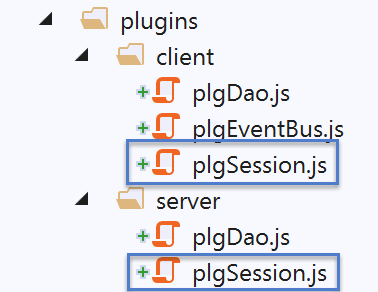 plugins
client
plgDao.js
plgEventBus.js
plgSession.js
server
plgDao.js
plgSession.js